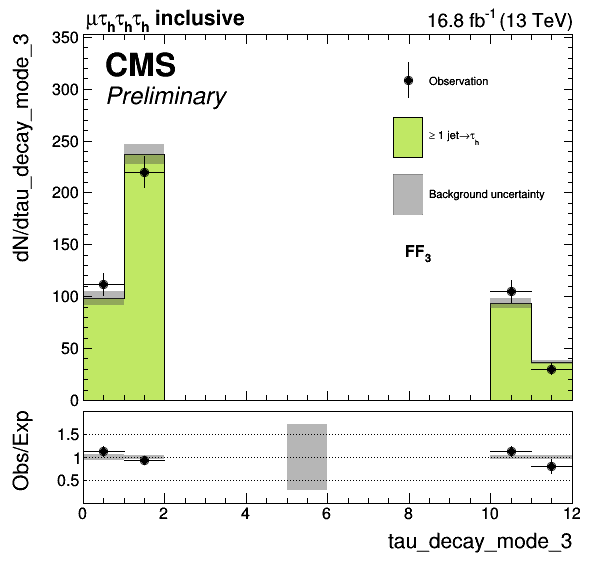 μτₕτₕτₕ inclusive 16.8 fb⁻¹ (13 TeV)
CMS
Preliminary
dN/dtau_decay_mode_3
350
300
250
200
150
100
50
0
Observation
≥ 1 jet→τₕ
Background uncertainty
FF₃
Obs/Exp
1.5
1
0.5
0 2 4 6 8 10 12
tau_decay_mode_3